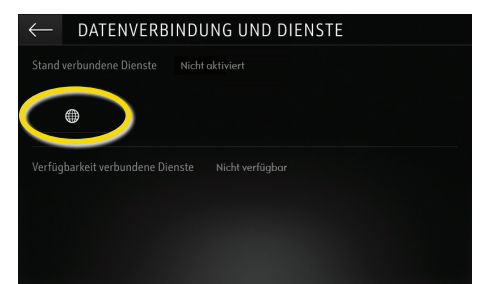 DATENVERBINDUNG UND DIENSTE
Stand verbundene Dienste Nicht aktiviert
Verfügbarkeit verbundene Dienste Nicht verfügbar